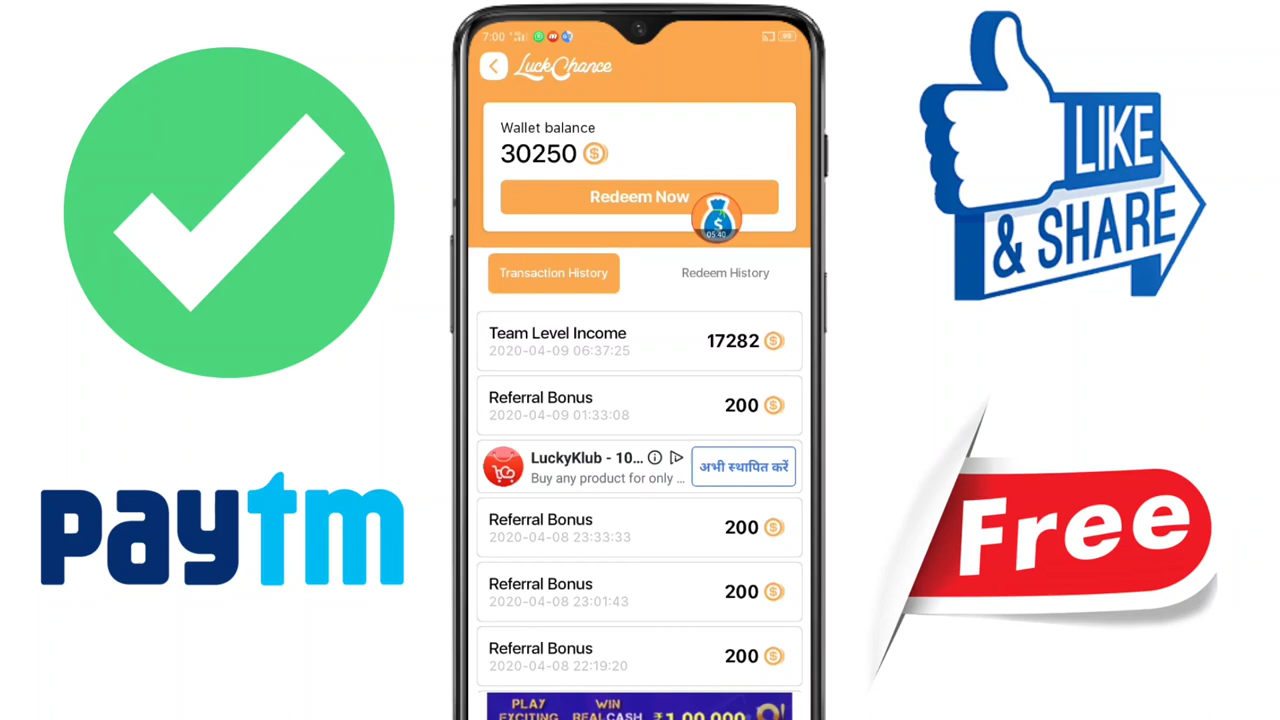 7:00
LuckChance
Wallet balance
30250
Redeem Now
05:40
Transaction History
Redeem History
Team Level Income
17282
2020-04-09 06:37:25
Referral Bonus
200
2020-04-09 01:33:08
LuckyKlub - 10...
Buy any product for only ...
अभी स्थापित करें
Referral Bonus
200
2020-04-08 23:33:33
Referral Bonus
200
2020-04-08 23:01:43
Referral Bonus
200
2020-04-08 22:19:20
PLAY WIN
EXCITING REALCASH ₹1,00,000
LIKE
& SHARE
paytm
Free